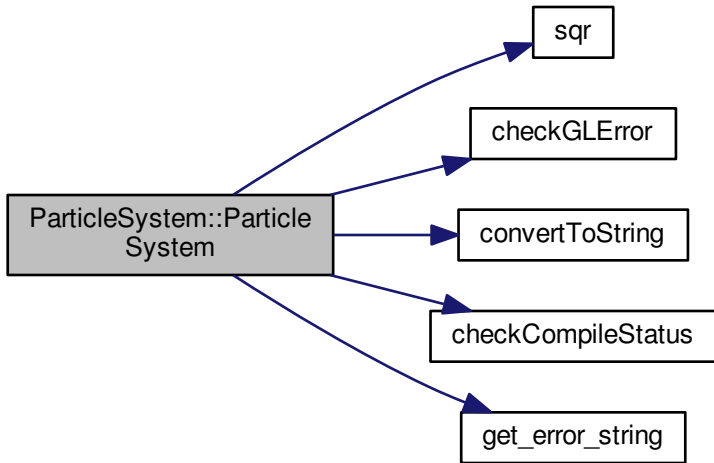 ParticleSystem::Particle
System
sqr
checkGLError
convertToString
checkCompileStatus
get_error_string